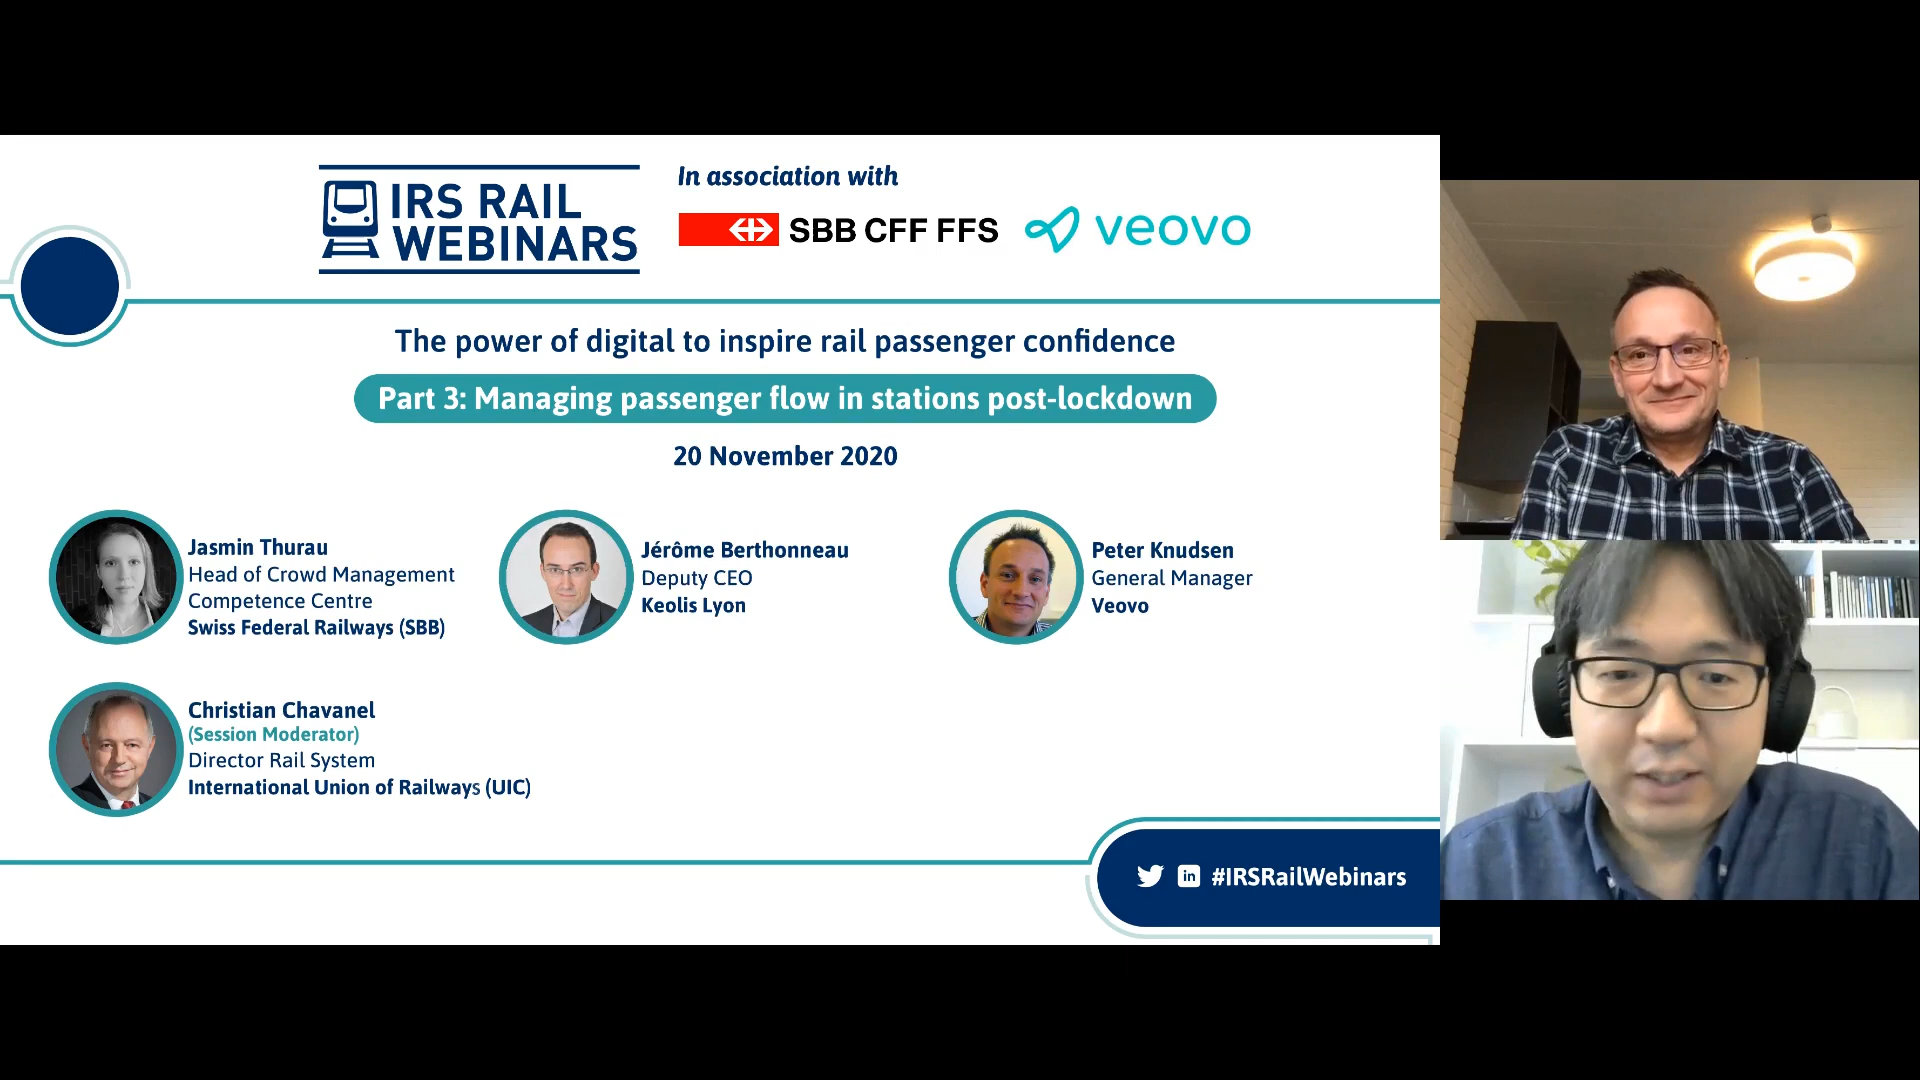 IRS RAIL
WEBINARS
In association with
SBB CFF FFS
veovo
The power of digital to inspire rail passenger confidence
Part 3: Managing passenger flow in stations post-lockdown
20 November 2020
Jasmin Thurau
Head of Crowd Management
Competence Centre
Swiss Federal Railways (SBB)
Jérôme Berthonneau
Deputy CEO
Keolis Lyon
Peter Knudsen
General Manager
Veovo
Christian Chavanel
(Session Moderator)
Director Rail System
International Union of Railways (UIC)
in
#IRSRailWebinars